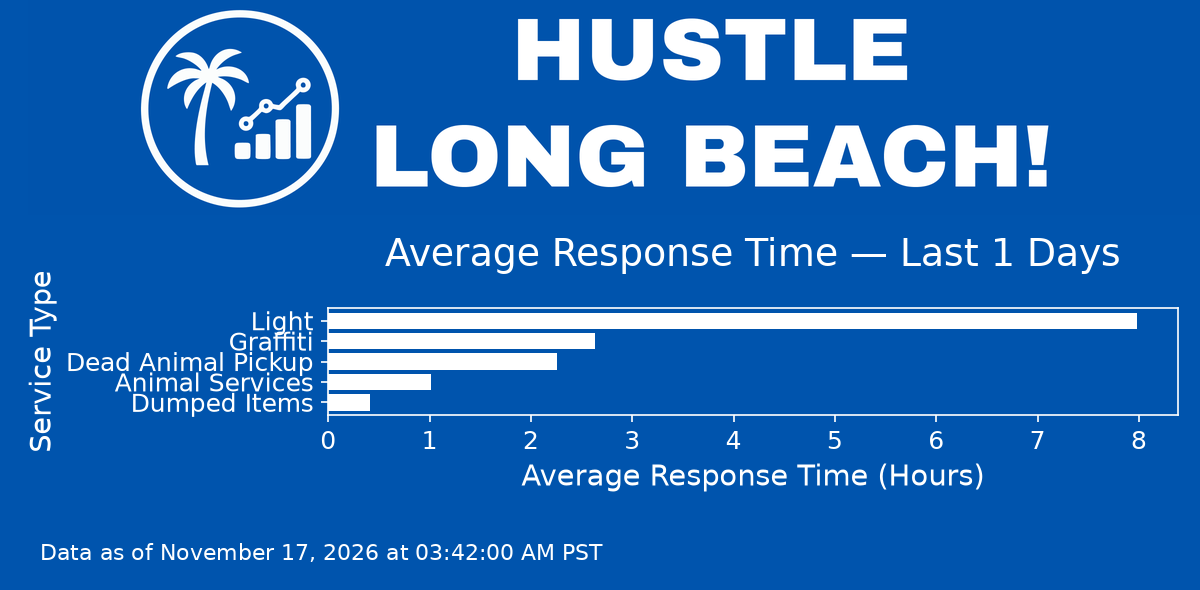 HUSTLE
LONG BEACH!
Average Response Time — Last 1 Days
Service Type
Light
Graffiti
Dead Animal Pickup
Animal Services
Dumped Items
0 1 2 3 4 5 6 7 8
Average Response Time (Hours)
Data as of November 17, 2026 at 03:42:00 AM PST